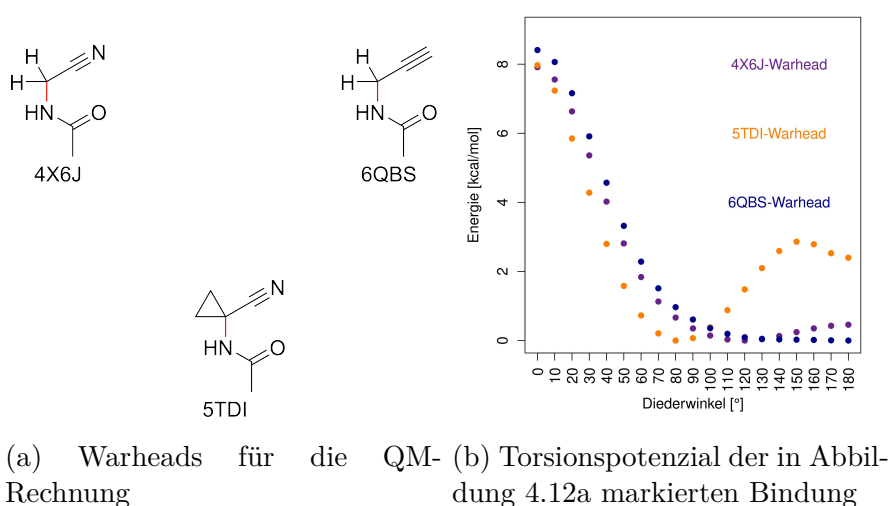 H
H
N
HN
O
4X6J
H
H
HN
O
6QBS
N
HN
O
5TDI
4X6J-Warhead
5TDI-Warhead
6QBS-Warhead
Energie [kcal/mol]
8
6
4
2
0
0 10 20 30 40 50 60 70 80 90 100 110 120 130 140 150 160 170 180
Diederwinkel [°]
(a) Warheads für die QM-
Rechnung
(b) Torsionspotenzial der in Abbil-
dung 4.12a markierten Bindung